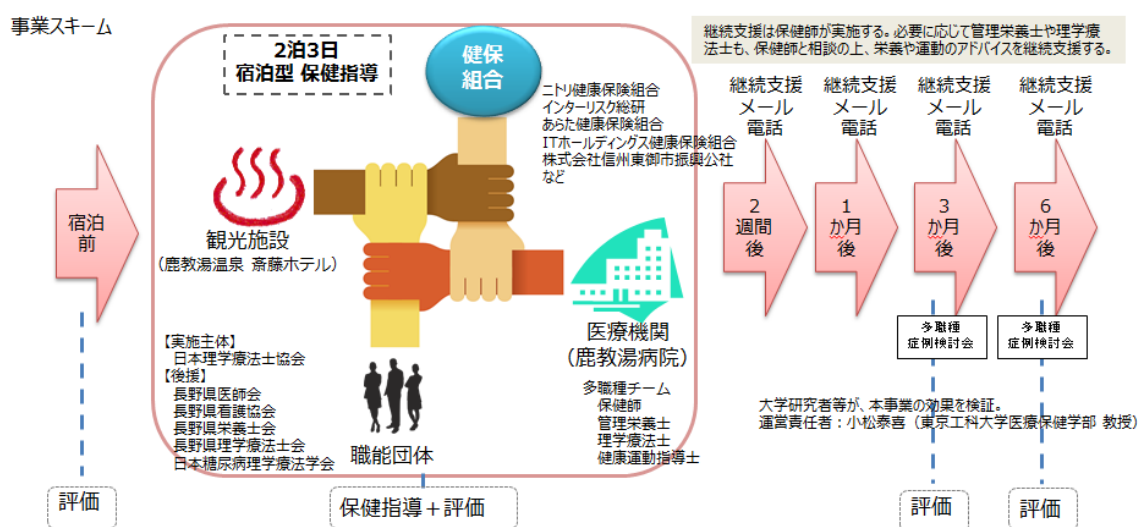 事業スキーム
2泊3日
宿泊型 保健指導
健保
組合
ニトリ健康保険組合
インターリスク総研
あらた健康保険組合
ITホールディングス健康保険組合
株式会社信州東御市振興公社
など
継続支援は保健師が実施する。必要に応じて管理栄養士や理学療
法士も、保健師と相談の上、栄養や運動のアドバイスを継続支援する。
継続支援
メール
電話
継続支援
メール
電話
継続支援
メール
電話
継続支援
メール
電話
宿泊
前
観光施設
(鹿教湯温泉 斎藤ホテル)
医療機関
(鹿教湯病院)
多職種チーム
保健師
管理栄養士
理学療法士
健康運動指導士
【実施主体】
日本理学療法士協会
【後援】
長野県医師会
長野県看護協会
長野県栄養士会
長野県理学療法士会
日本糖尿病理学療法学会
職能団体
2
週間
後
1
か月
後
3
か月
後
6
か月
後
多職種
症例検討会
多職種
症例検討会
大学研究者等が、本事業の効果を検証。
運営責任者：小松泰喜（東京工科大学医療保健学部 教授）
評価
保健指導＋評価
評価
評価